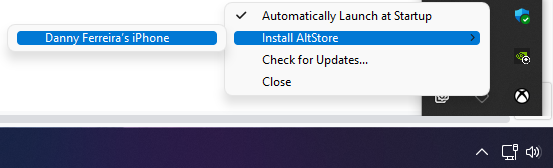 Automatically Launch at Startup
Danny Ferreira's iPhone
Install AltStore
Check for Updates...
Close